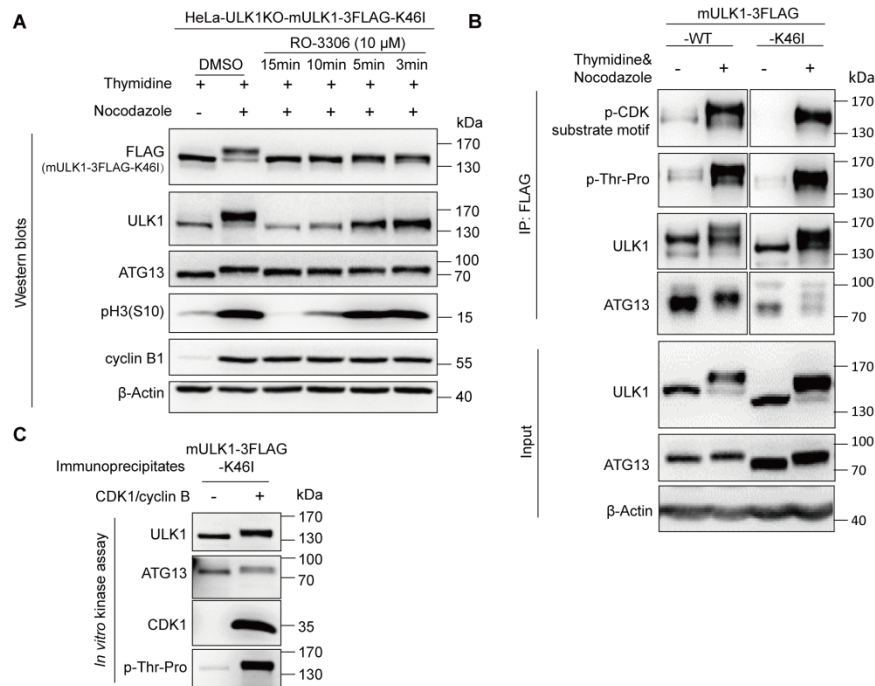 A
HeLa-ULK1KO-mULK1-3FLAG-K46I
RO-3306 (10 μM)
DMSO 15min 10min 5min 3min
Thymidine + + + + + +
Nocodazole - + + + + +
kDa
Western blots
FLAG
(mULK1-3FLAG-K46I)
170
130
ULK1
170
130
ATG13
100
70
pH3(S10)
15
cyclin B1
55
β-Actin
40
B
mULK1-3FLAG
-WT -K46I
Thymidine&
Nocodazole - + - +
kDa
IP: FLAG
p-CDK
substrate motif
170
130
p-Thr-Pro
170
130
ULK1
170
130
ATG13
100
70
Input
ULK1
170
130
ATG13
100
70
β-Actin
40
C
mULK1-3FLAG
Immunoprecipitates -K46I
CDK1/cyclin B - + kDa
In vitro kinase assay
ULK1
170
130
ATG13
100
70
CDK1
35
p-Thr-Pro
170
130